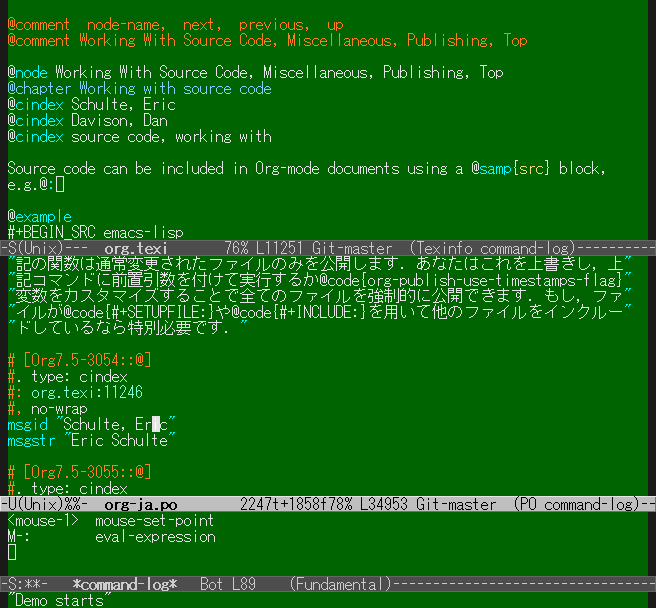 @comment  node-name,  next,  previous,  up
@comment Working With Source Code, Miscellaneous, Publishing, Top
@node Working With Source Code, Miscellaneous, Publishing, Top
@chapter Working with source code
@cindex Schulte, Eric
@cindex Davison, Dan
@cindex source code, working with
Source code can be included in Org-mode documents using a @samp{src} block,
e.g.@:
@example
#+BEGIN_SRC emacs-lisp
-S(Unix)---  org.texi       76% L11251 Git-master  (Texinfo command-log)----------
"記の関数は通常変更されたファイルのみを公開します．あなたはこれを上書きし，上"
"記コマンドに前置引数を付けて実行するか@code{org-publish-use-timestamps-flag}"
"変数をカスタマイズすることで全てのファイルを強制的に公開できます．もし，ファ"
"イルが@code{#+SETUPFILE:}や@code{#+INCLUDE:}を用いて他のファイルをインクルー"
"ドしているなら特別必要です．"
# [Org7.5-3054::@]
#. type: cindex
#: org.texi:11246
#, no-wrap
msgid "Schulte, Eric"
msgstr "Eric Schulte"
# [Org7.5-3055::@]
#. type: cindex
-U(Unix)%%-  org-ja.po        2247t+1858f78% L34953 Git-master  (PO command-log)--
<mouse-1>  mouse-set-point
M-:        eval-expression
-S:**-   *command-log*   Bot L89    (Fundamental)---------------------------------
"Demo starts"